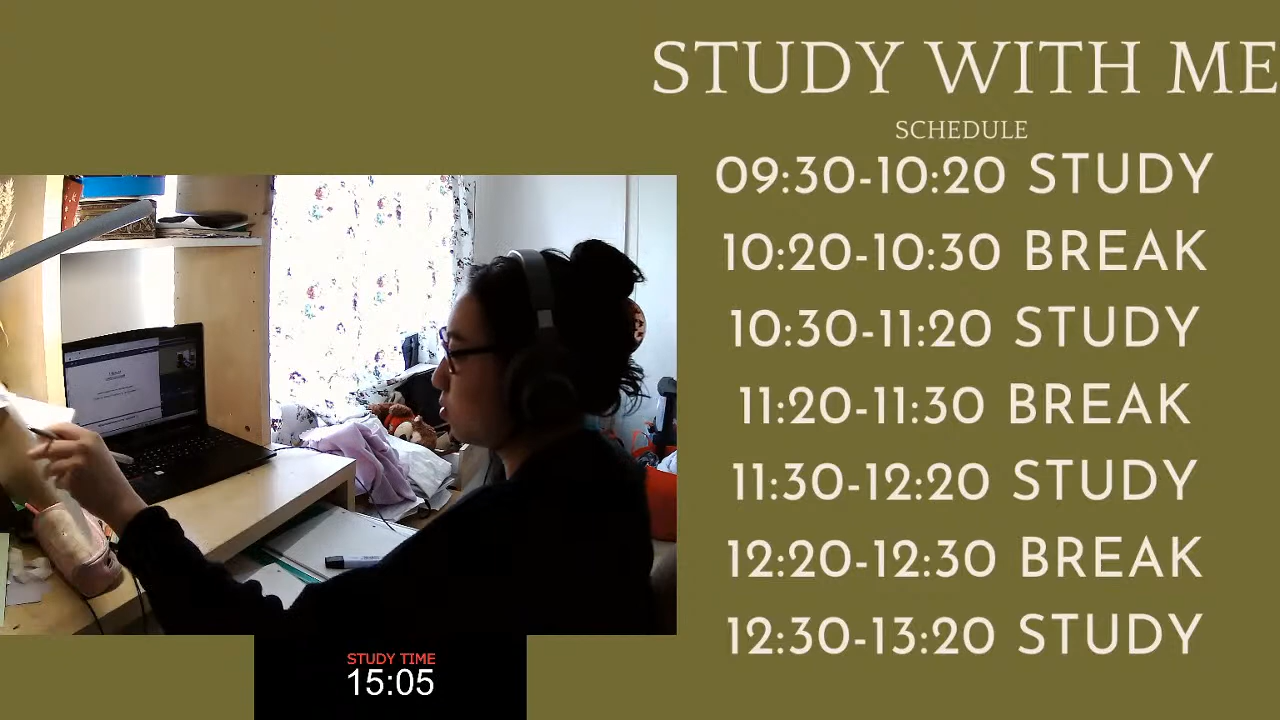 STUDY WITH ME
SCHEDULE
09:30-10:20 STUDY
10:20-10:30 BREAK
10:30-11:20 STUDY
11:20-11:30 BREAK
11:30-12:20 STUDY
12:20-12:30 BREAK
12:30-13:20 STUDY
STUDY TIME
15:05